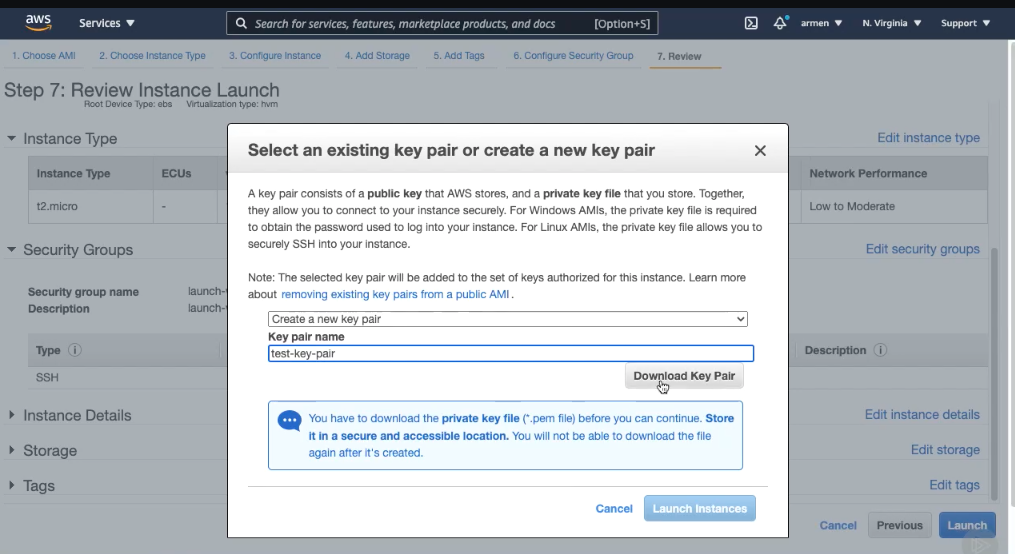 aws
Services
Search for services, features, marketplace products, and docs [Option+S]
armen
N. Virginia
Support
1. Choose AMI
2. Choose Instance Type
3. Configure Instance
4. Add Storage
5. Add Tags
6. Configure Security Group
7. Review
Step 7: Review Instance Launch
Root Device Type: ebs Virtualization type: hvm
Instance Type
Edit instance type
Instance Type
ECUs
Network Performance
t2.micro
-
Low to Moderate
Security Groups
Edit security groups
Security group name
launch-
Description
launch-
Type
Description
SSH
Instance Details
Edit instance details
Storage
Edit storage
Tags
Edit tags
Cancel
Previous
Launch
Select an existing key pair or create a new key pair
A key pair consists of a public key that AWS stores, and a private key file that you store. Together,
they allow you to connect to your instance securely. For Windows AMIs, the private key file is required
to obtain the password used to log into your instance. For Linux AMIs, the private key file allows you to
securely SSH into your instance.
Note: The selected key pair will be added to the set of keys authorized for this instance. Learn more
about removing existing key pairs from a public AMI.
Create a new key pair
Key pair name
test-key-pair
Download Key Pair
You have to download the private key file (*.pem file) before you can continue. Store
it in a secure and accessible location. You will not be able to download the file
again after it's created.
Cancel
Launch Instances